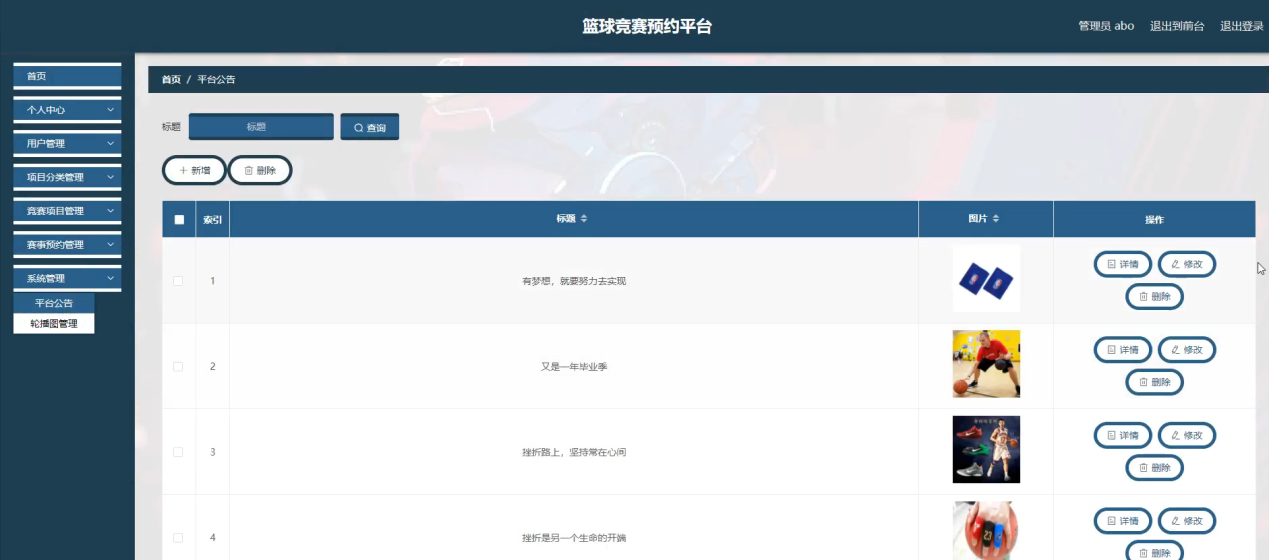 篮球竞赛预约平台
管理员 abo 退出到前台 退出登录
首页
个人中心
用户管理
项目分类管理
竞赛项目管理
赛事预约管理
系统管理
平台公告
轮播图管理
首页 / 平台公告
标题 标题 查询
新增 删除
索引 标题 图片 操作
1 有梦想，就要努力去实现 详情 修改
删除
2 又是一年毕业季 详情 修改
删除
3 挫折路上，坚持常在心间 详情 修改
删除
4 挫折是另一个生命的开端 23 详情 修改
删除